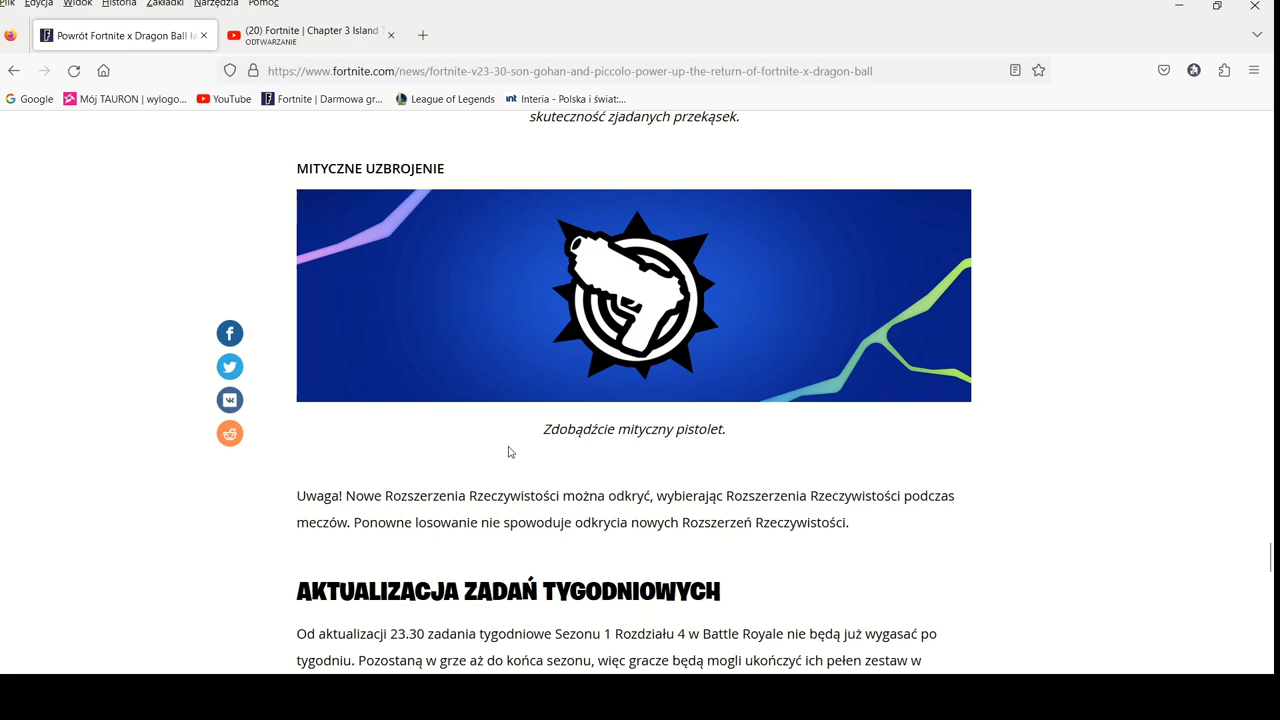 Plik Edycja Widok Historia Zakładki Narzędzia Pomoc
Powrót Fortnite x Dragon Ball
(20) Fortnite | Chapter 3 Island
ODTWARZANIE
https://www.fortnite.com/news/fortnite-v23-30-son-gohan-and-piccolo-power-up-the-return-of-fortnite-x-dragon-ball
Google Mój TAURON | wylogo... YouTube Fortnite | Darmowa gr... League of Legends int Interia - Polska i świat:...
skuteczność zjadanych przekąsek.
MITYCZNE UZBROJENIE
Zdobądźcie mityczny pistolet.
Uwaga! Nowe Rozszerzenia Rzeczywistości można odkryć, wybierając Rozszerzenia Rzeczywistości podczas
meczów. Ponowne losowanie nie spowoduje odkrycia nowych Rozszerzeń Rzeczywistości.
AKTUALIZACJA ZADAŃ TYGODNIOWYCH
Od aktualizacji 23.30 zadania tygodniowe Sezonu 1 Rozdziału 4 w Battle Royale nie będą już wygasać po
tygodniu. Pozostaną w grze aż do końca sezonu, więc gracze będą mogli ukończyć ich pełen zestaw w